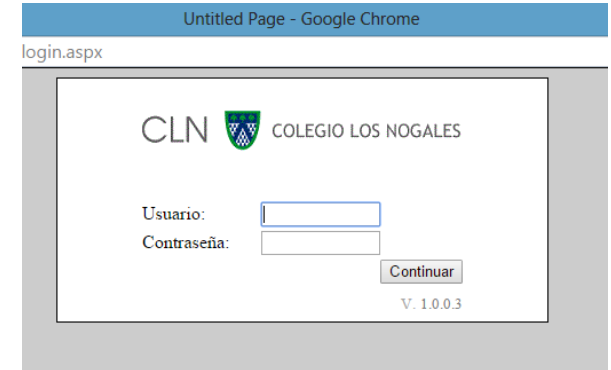 Untitled Page - Google Chrome
login.aspx
CLN COLEGIO LOS NOGALES
Usuario:
Contraseña:
Continuar
V. 1.0.0.3